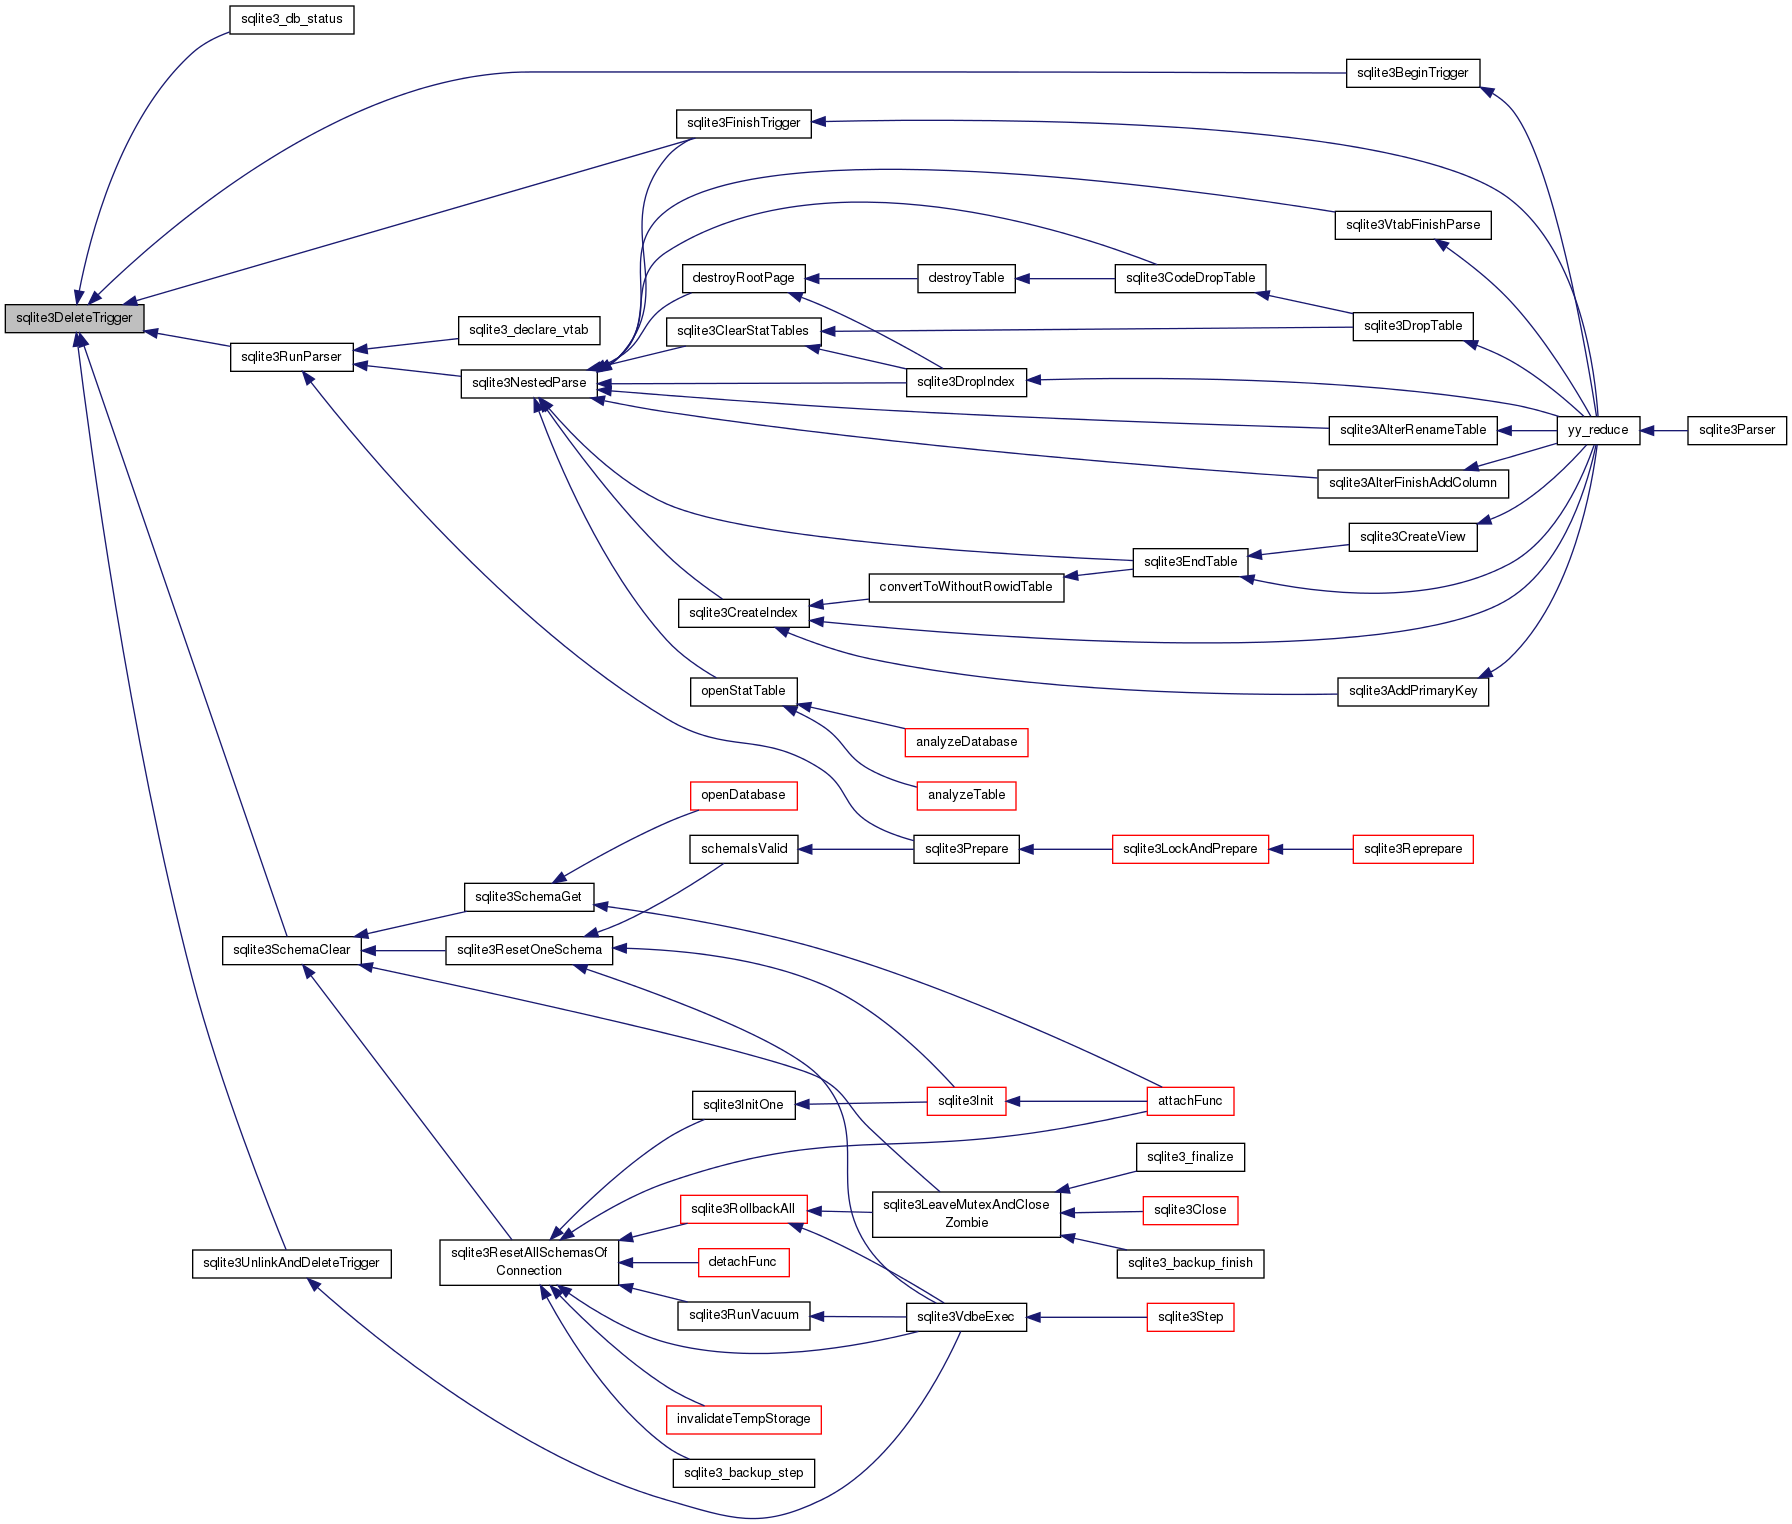 sqlite3_db_status
sqlite3BeginTrigger
sqlite3FinishTrigger
sqlite3VtabFinishParse
destroyRootPage
destroyTable
sqlite3CodeDropTable
sqlite3DeleteTrigger
sqlite3_declare_vtab
sqlite3ClearStatTables
sqlite3DropTable
sqlite3RunParser
sqlite3NestedParse
sqlite3DropIndex
sqlite3AlterRenameTable
yy_reduce
sqlite3Parser
sqlite3AlterFinishAddColumn
sqlite3CreateView
sqlite3EndTable
convertToWithoutRowidTable
sqlite3CreateIndex
openStatTable
sqlite3AddPrimaryKey
analyzeDatabase
openDatabase
analyzeTable
schemaIsValid
sqlite3Prepare
sqlite3LockAndPrepare
sqlite3Reprepare
sqlite3SchemaGet
sqlite3SchemaClear
sqlite3ResetOneSchema
sqlite3InitOne
sqlite3Init
attachFunc
sqlite3_finalize
sqlite3RollbackAll
sqlite3LeaveMutexAndClose
Zombie
sqlite3Close
sqlite3UnlinkAndDeleteTrigger
sqlite3ResetAllSchemasOf
Connection
detachFunc
sqlite3_backup_finish
sqlite3RunVacuum
sqlite3VdbeExec
sqlite3Step
invalidateTempStorage
sqlite3_backup_step